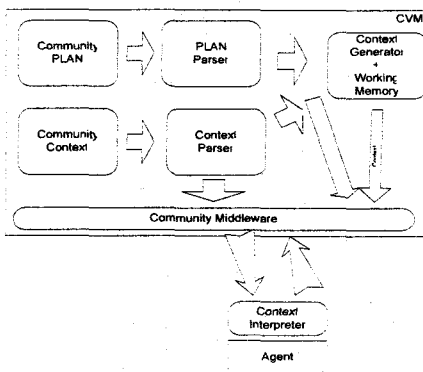 CVM
Community
PLAN
PLAN
Parser
Context
Generator
+
Working
Memory
Community
Context
Context
Parser
Context
Community Middleware
Context
Interpreter
Agent